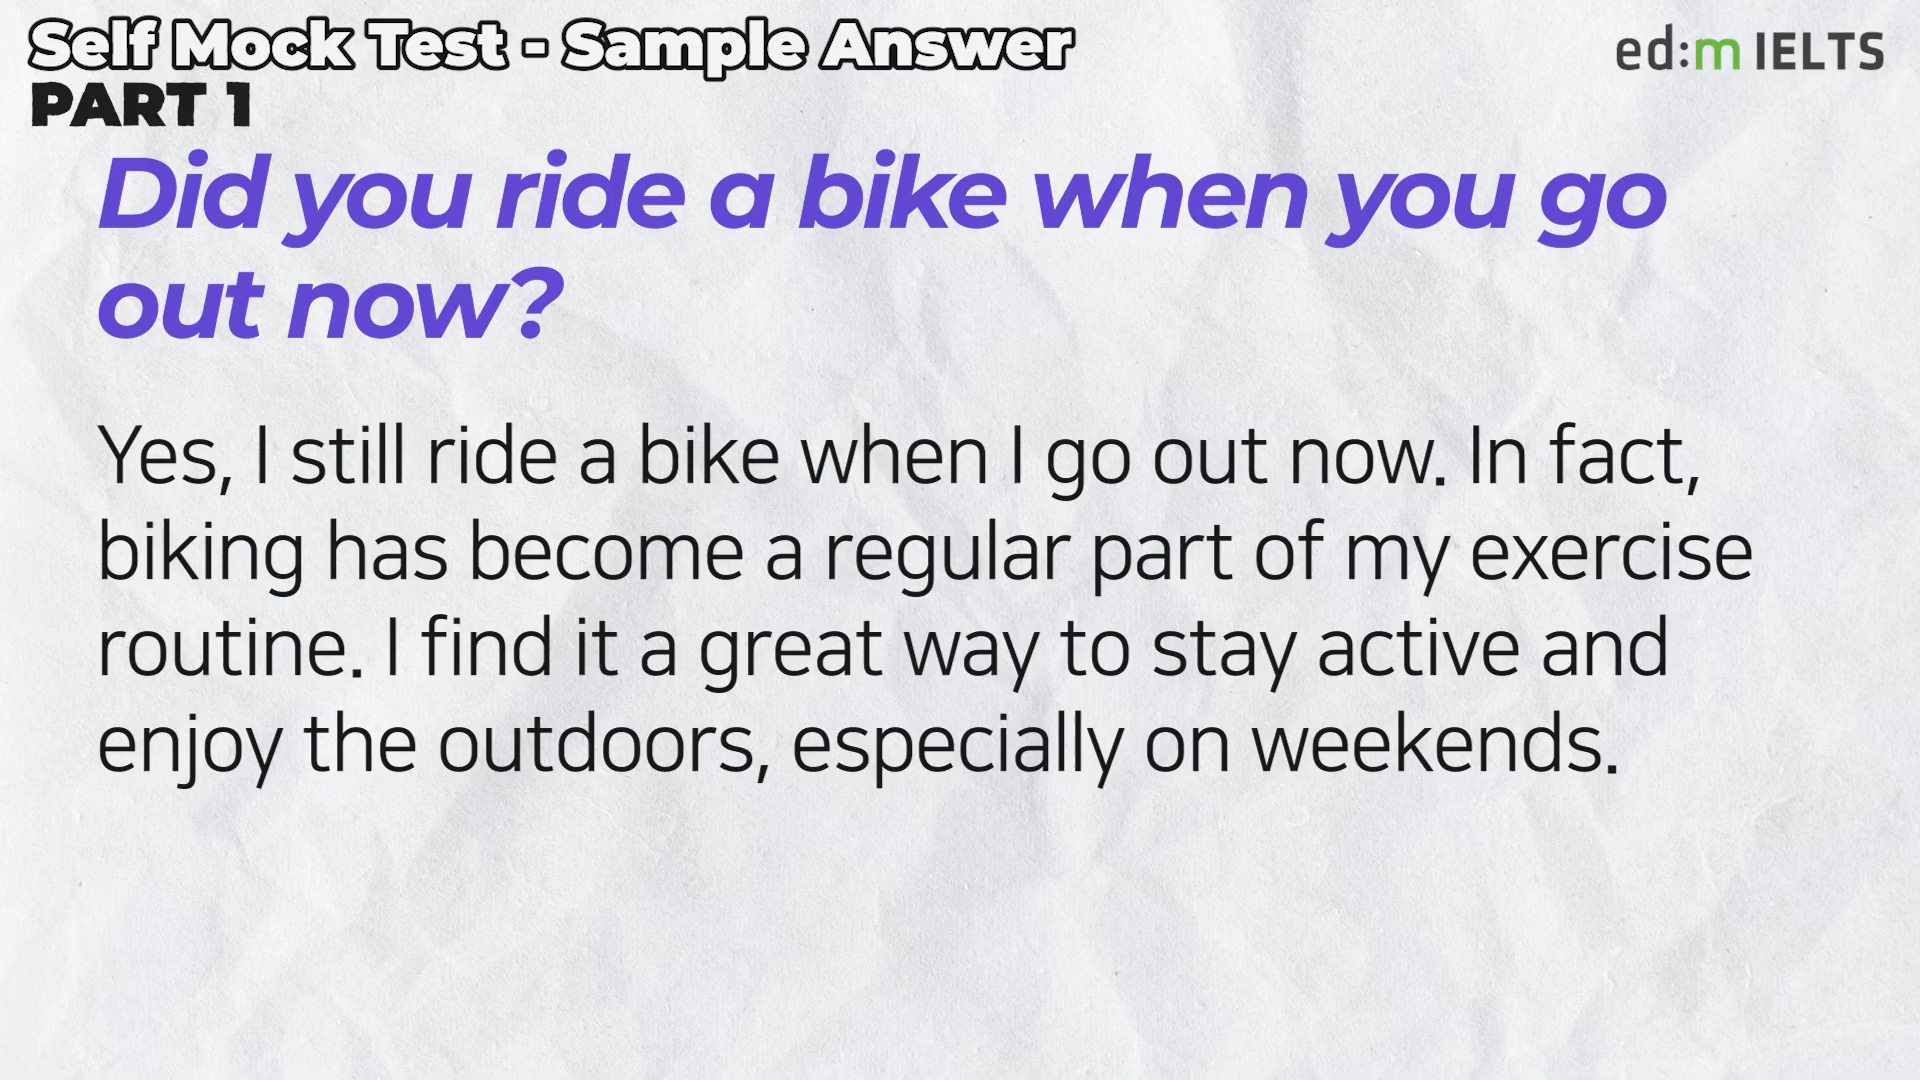 Self Mock Test - Sample Answer
ed:m IELTS
PART 1
Did you ride a bike when you go
out now?
Yes, I still ride a bike when I go out now. In fact,
biking has become a regular part of my exercise
routine. I find it a great way to stay active and
enjoy the outdoors, especially on weekends.